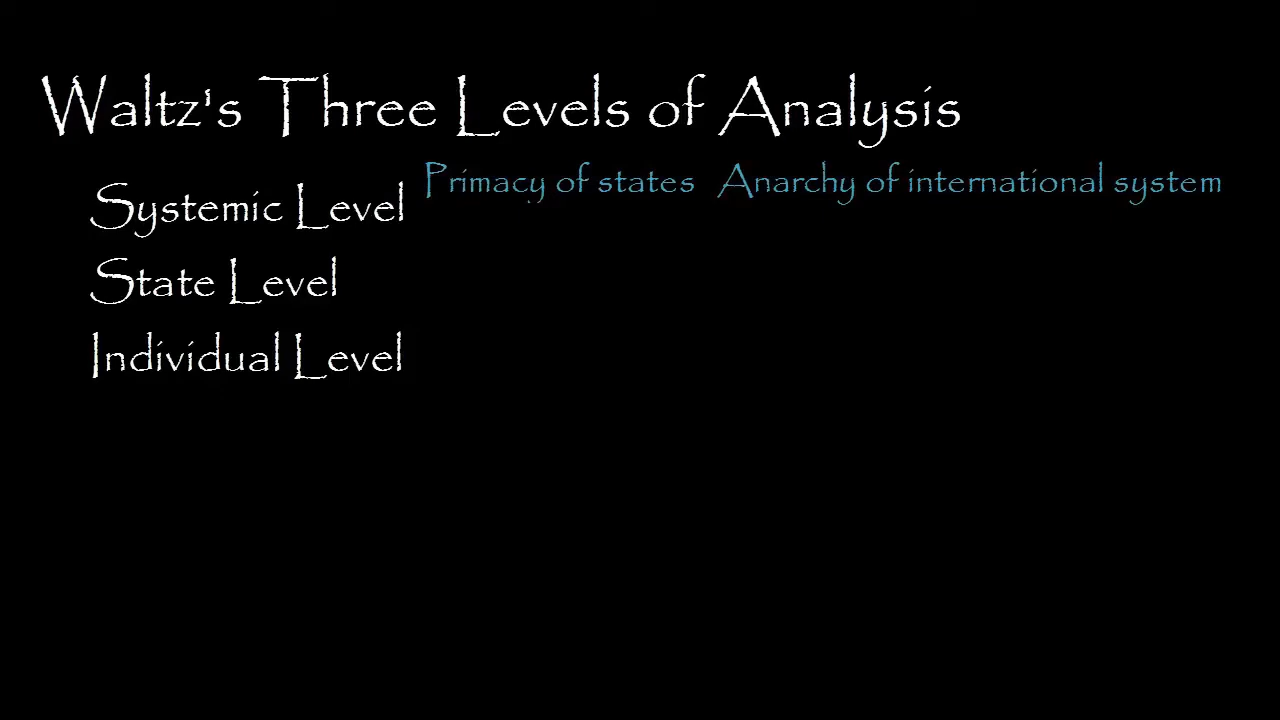 Waltz's Three Levels of Analysis
Primacy of states Anarchy of international system
Systemic Level
State Level
Individual Level